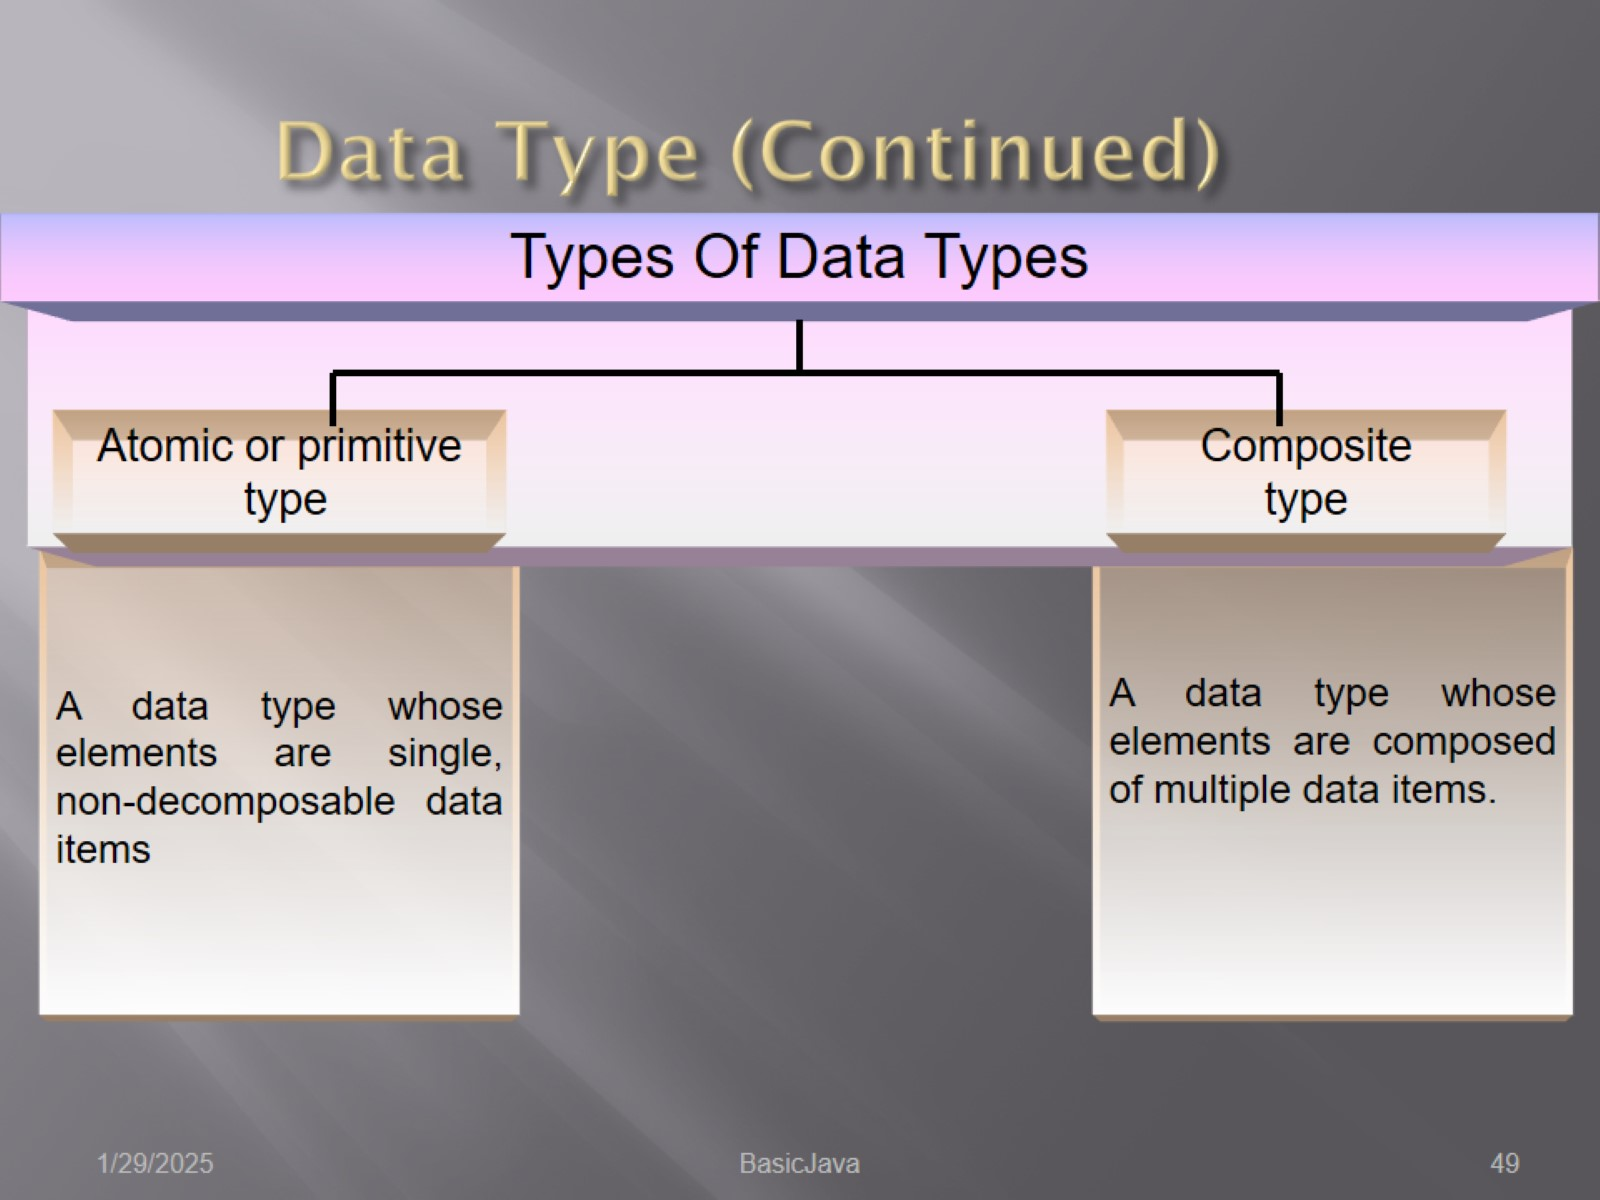 Data Type (Continued)
Types Of Data Types
Atomic or primitive
type
Composite
type
A data type whose
elements are single,
non-decomposable data
items
A data type whose
elements are composed
of multiple data items.
1/29/2025
BasicJava
49